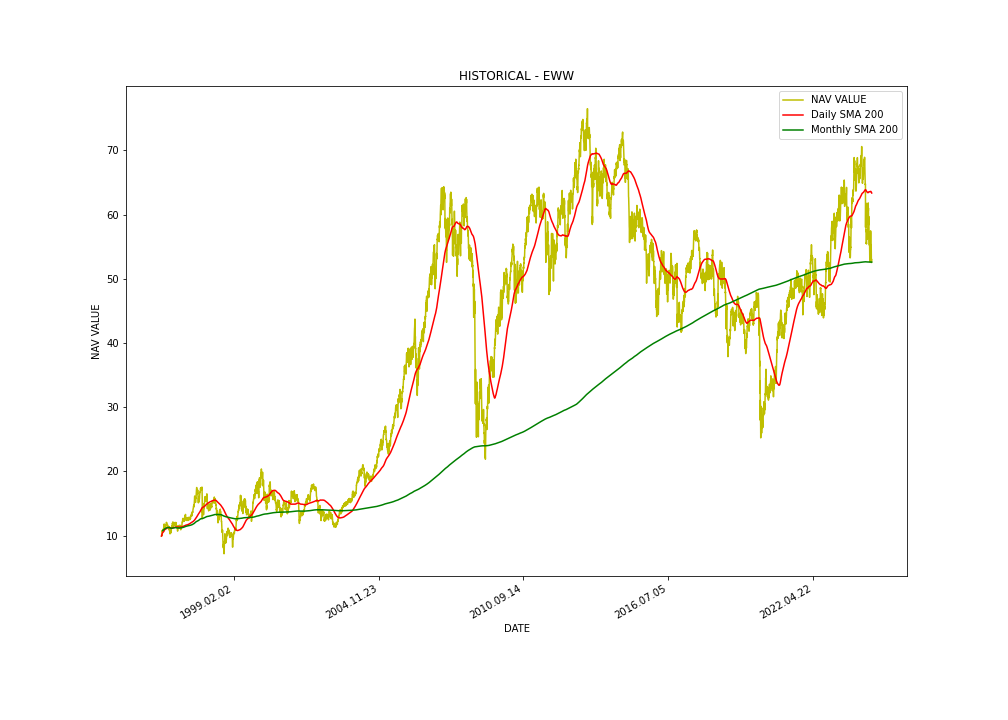 HISTORICAL - EWW
NAV VALUE
Daily SMA 200
Monthly SMA 200
70
60
50
40
30
20
10
NAV VALUE
1999.02.02
2004.11.23
2010.09.14
2016.07.05
2022.04.22
DATE